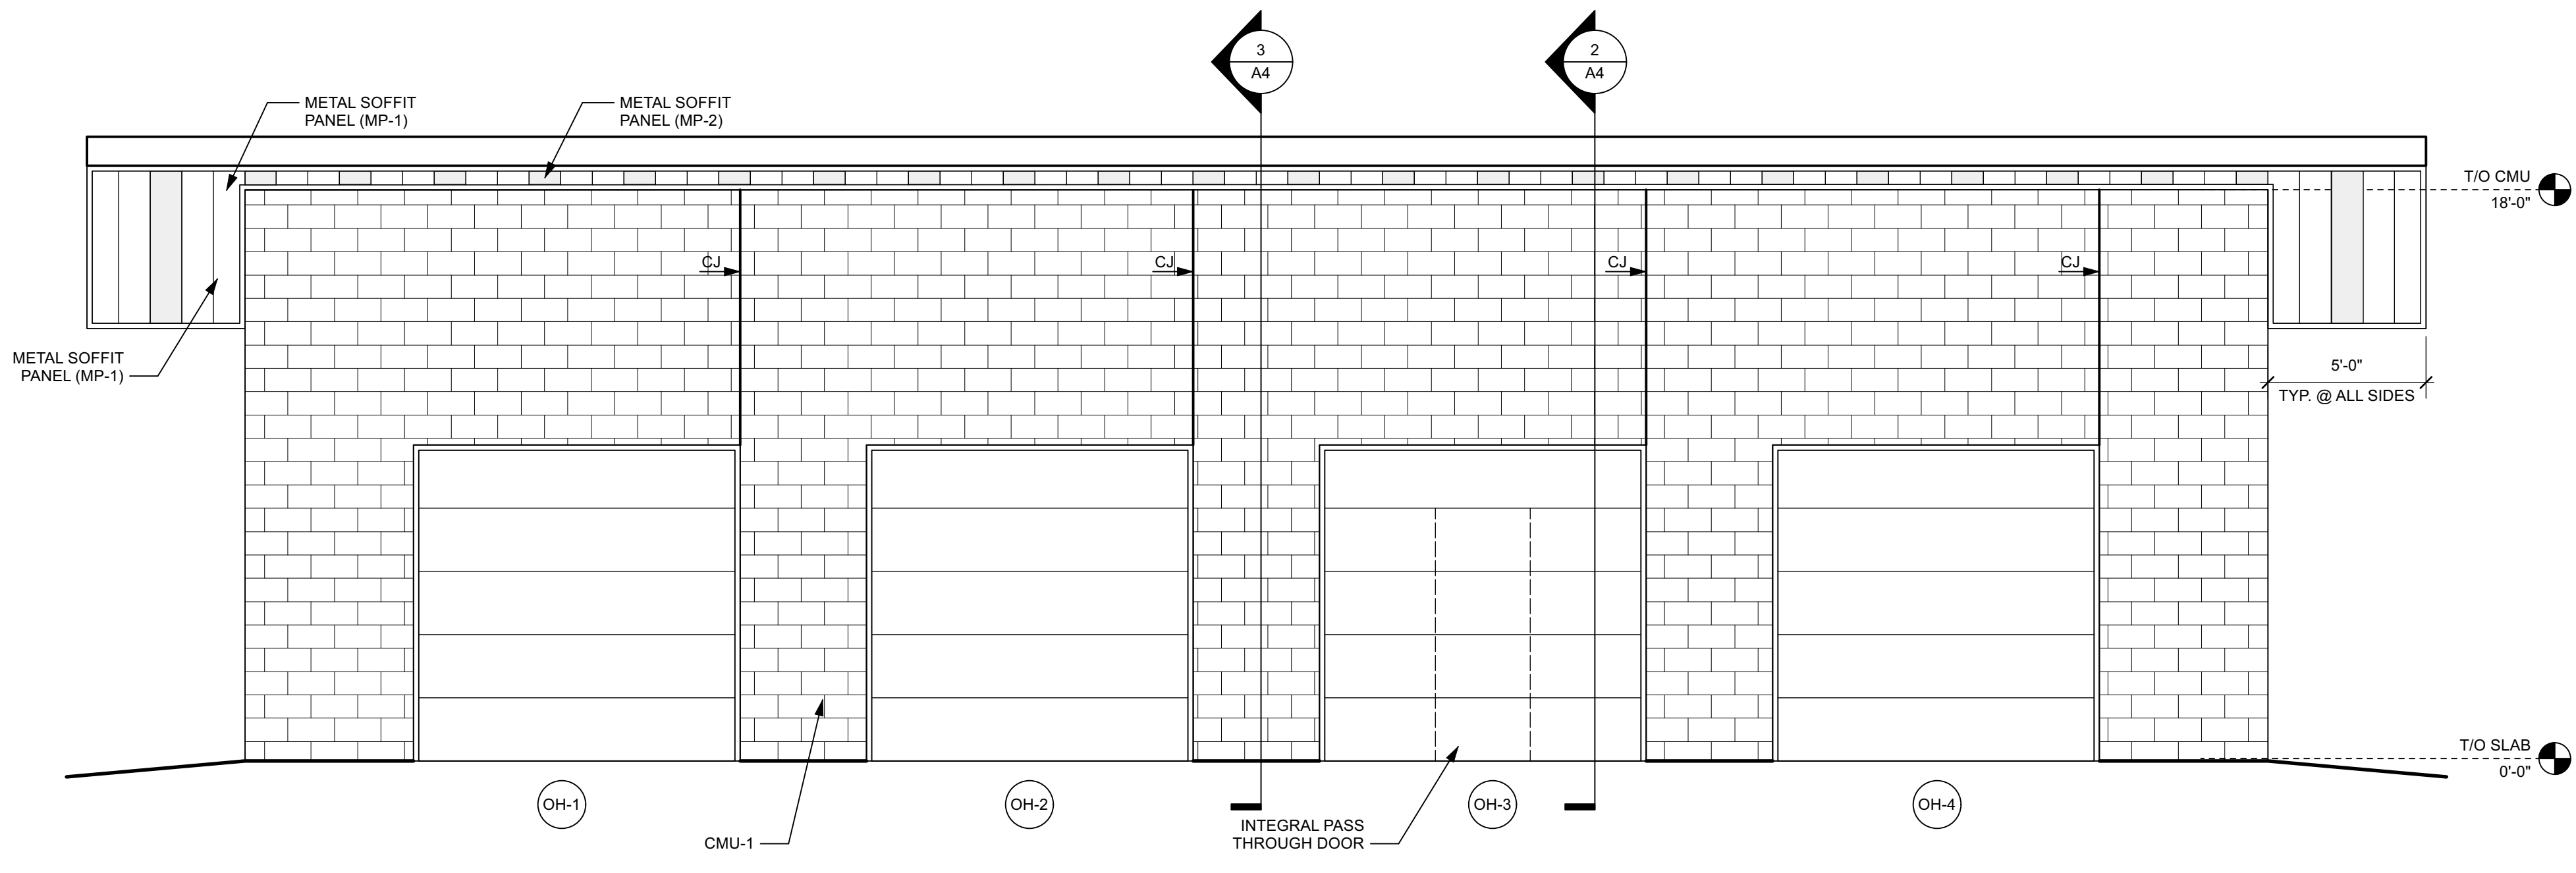 3
A4
2
A4
METAL SOFFIT
PANEL (MP-1)
METAL SOFFIT
PANEL (MP-2)
T/O CMU
18'-0"
CJ
CJ
CJ
CJ
METAL SOFFIT
PANEL (MP-1)
5'-0"
TYP. @ ALL SIDES
T/O SLAB
0'-0"
OH-1
OH-2
OH-3
OH-4
CMU-1
INTEGRAL PASS
THROUGH DOOR